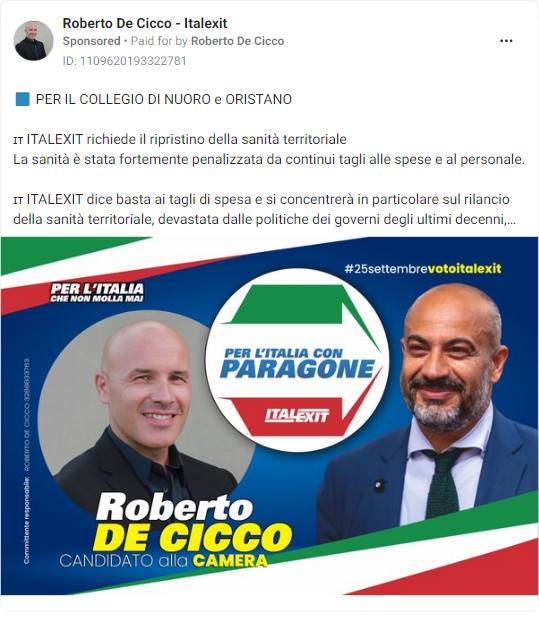 Roberto De Cicco - Italexit
Sponsored • Paid for by Roberto De Cicco
ID: 1109620193322781
PER IL COLLEGIO DI NUORO e ORISTANO
IT ITALEXIT richiede il ripristino della sanità territoriale
La sanità è stata fortemente penalizzata da continui tagli alle spese e al personale.
IT ITALEXIT dice basta ai tagli di spesa e si concentrerà in particolare sul rilancio
della sanità territoriale, devastata dalle politiche dei governi degli ultimi decenni,...
#25settembrevotoitalexit
PER L'ITALIA
CHE NON MOLLA MAI
PER L'ITALIA CON
PARAGONE
ITALEXIT
Committente responsabile: ROBERTO DE CICCO
Roberto
DE CICCO
CANDIDATO alla CAMERA